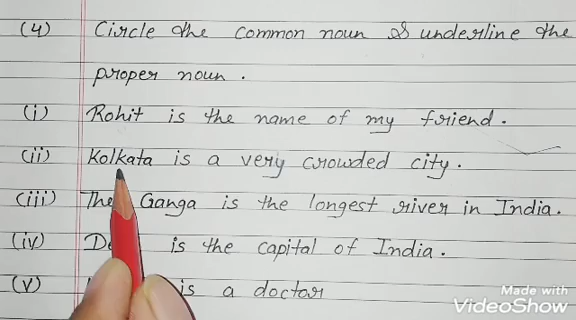 (4) Circle the common noun & underline the
proper noun.
(i) Rohit is the name of my friend.
(ii) Kolkata is a very crowded city.
(iii) The Ganga is the longest river in India.
(iv) is the capital of India.
(v) is a doctor
Made with
VideoShow